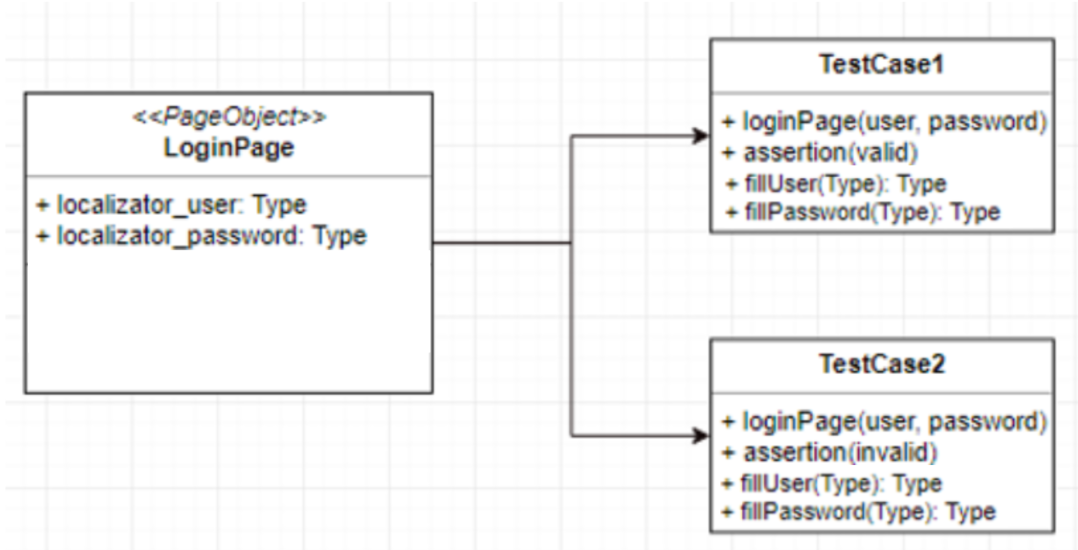 <<PageObject>>
LoginPage
+ localizator_user: Type
+ localizator_password: Type
TestCase1
+ loginPage(user, password)
+ assertion(valid)
+ fillUser(Type): Type
+ fillPassword(Type): Type
TestCase2
+ loginPage(user, password)
+ assertion(invalid)
+ fillUser(Type): Type
+ fillPassword(Type): Type